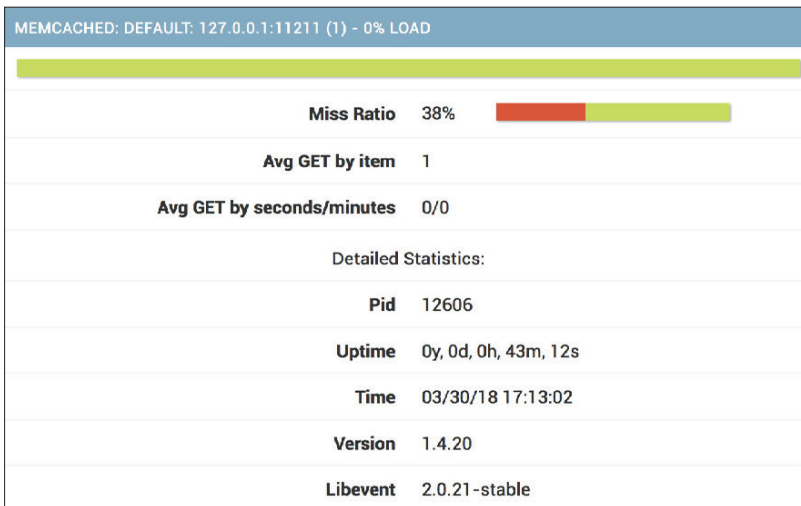 MEMCACHED: DEFAULT: 127.0.0.1:11211 (1) - 0% LOAD
Miss Ratio 38%
Avg GET by item 1
Avg GET by seconds/minutes 0/0
Detailed Statistics:
Pid 12606
Uptime 0y, 0d, 0h, 43m, 12s
Time 03/30/18 17:13:02
Version 1.4.20
Libevent 2.0.21-stable